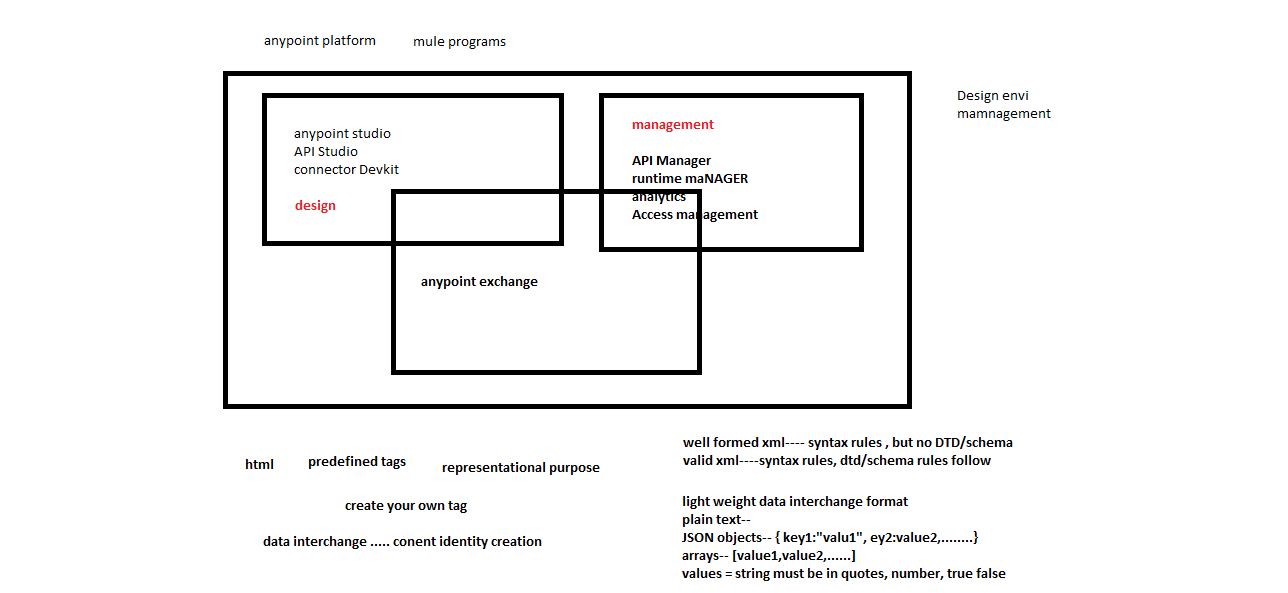 anypoint platform mule programs
Design envi
mamnagement
anypoint studio
API Studio
connector Devkit
design
management
API Manager
runtime maNAGER
analytics
Access management
anypoint exchange
html predefined tags representational purpose
create your own tag
data interchange ..... conent identity creation
well formed xml---- syntax rules , but no DTD/schema
valid xml----syntax rules, dtd/schema rules follow
light weight data interchange format
plain text--
JSON objects-- { key1:"valu1", ey2:value2,........}
arrays-- [value1,value2,......]
values = string must be in quotes, number, true false